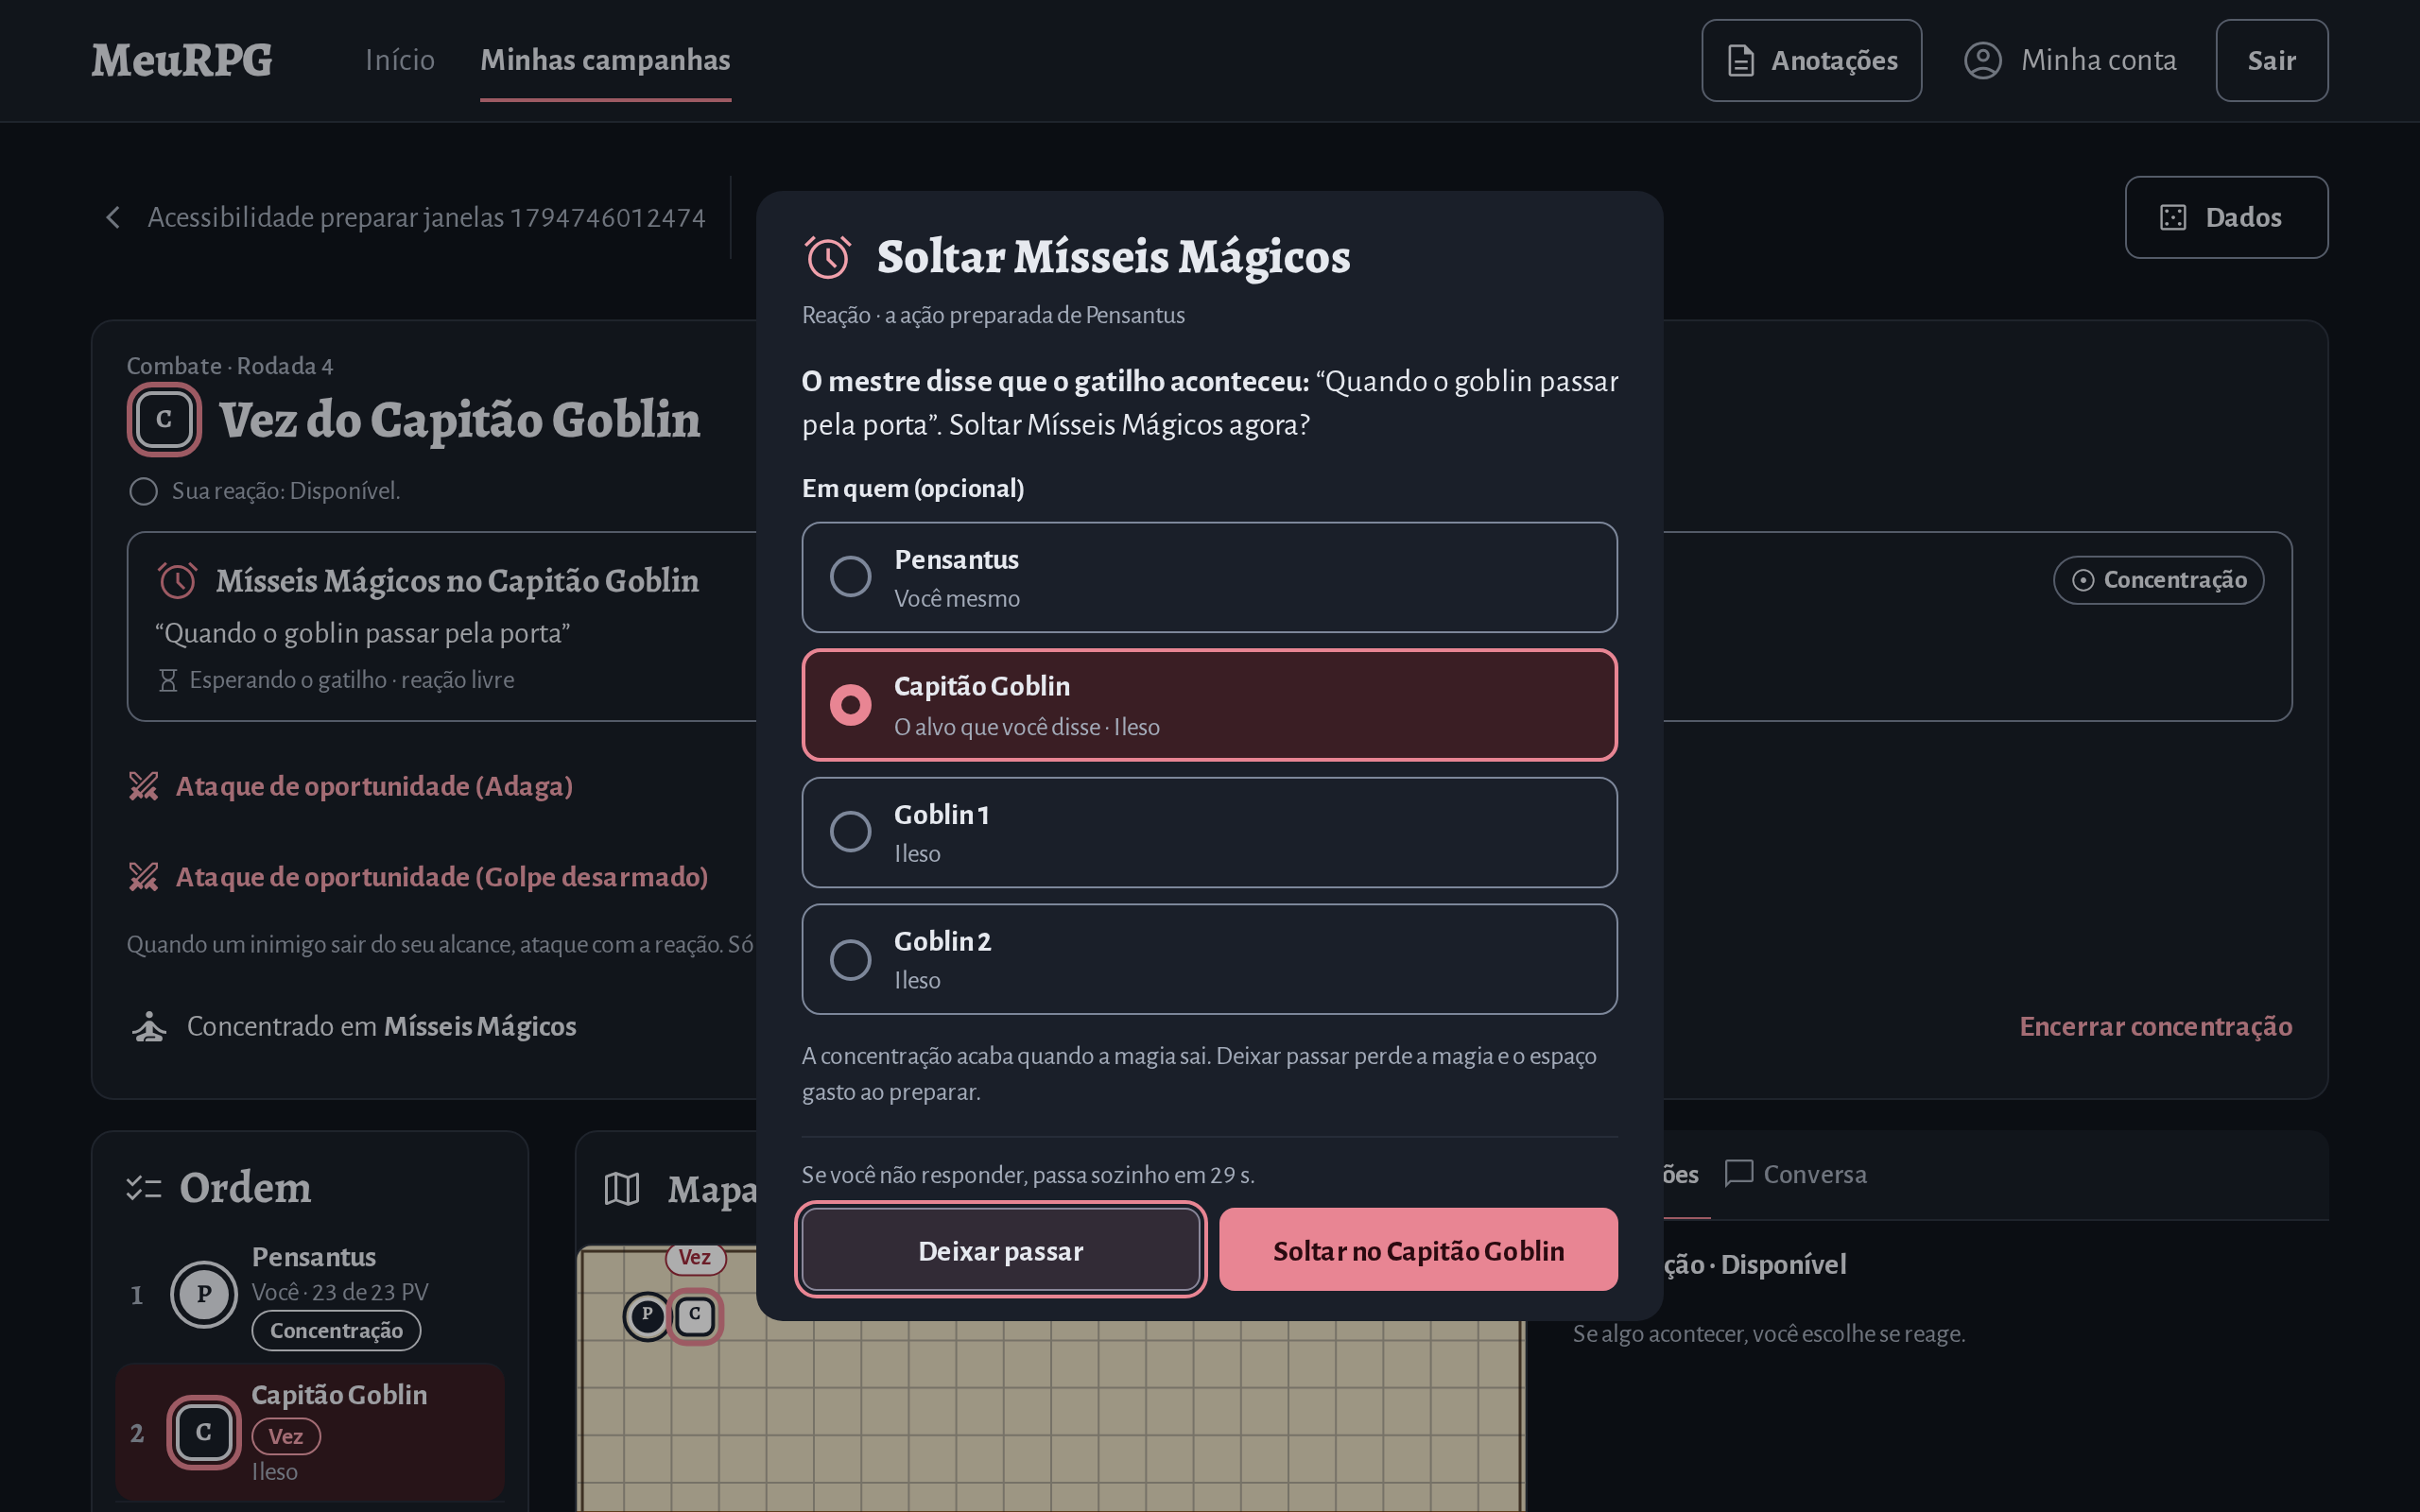 MeuRPG
Início
Minhas campanhas
Anotações
Minha conta
Sair
Acessibilidade preparar janelas 1794746012474
Dados
Combate · Rodada 4
C
Vez do Capitão Goblin
Sua reação: Disponível.
Mísseis Mágicos no Capitão Goblin
Concentração
“Quando o goblin passar pela porta”
Esperando o gatilho · reação livre
Ataque de oportunidade (Adaga)
Ataque de oportunidade (Golpe desarmado)
Quando um inimigo sair do seu alcance, ataque com a reação. Só
Concentrado em Mísseis Mágicos
Encerrar concentração
Soltar Mísseis Mágicos
Reação · a ação preparada de Pensantus
O mestre disse que o gatilho aconteceu: “Quando o goblin passar
pela porta”. Soltar Mísseis Mágicos agora?
Em quem (opcional)
Pensantus
Você mesmo
Capitão Goblin
O alvo que você disse · Ileso
Goblin 1
Ileso
Goblin 2
Ileso
A concentração acaba quando a magia sai. Deixar passar perde a magia e o espaço
gasto ao preparar.
Se você não responder, passa sozinho em 29 s.
Deixar passar
Soltar no Capitão Goblin
Ordem
1
P
Pensantus
Você · 23 de 23 PV
Concentração
2
C
Capitão Goblin
Vez
Ileso
Mapa
Vez
P
C
ões
Conversa
ção · Disponível
Se algo acontecer, você escolhe se reage.